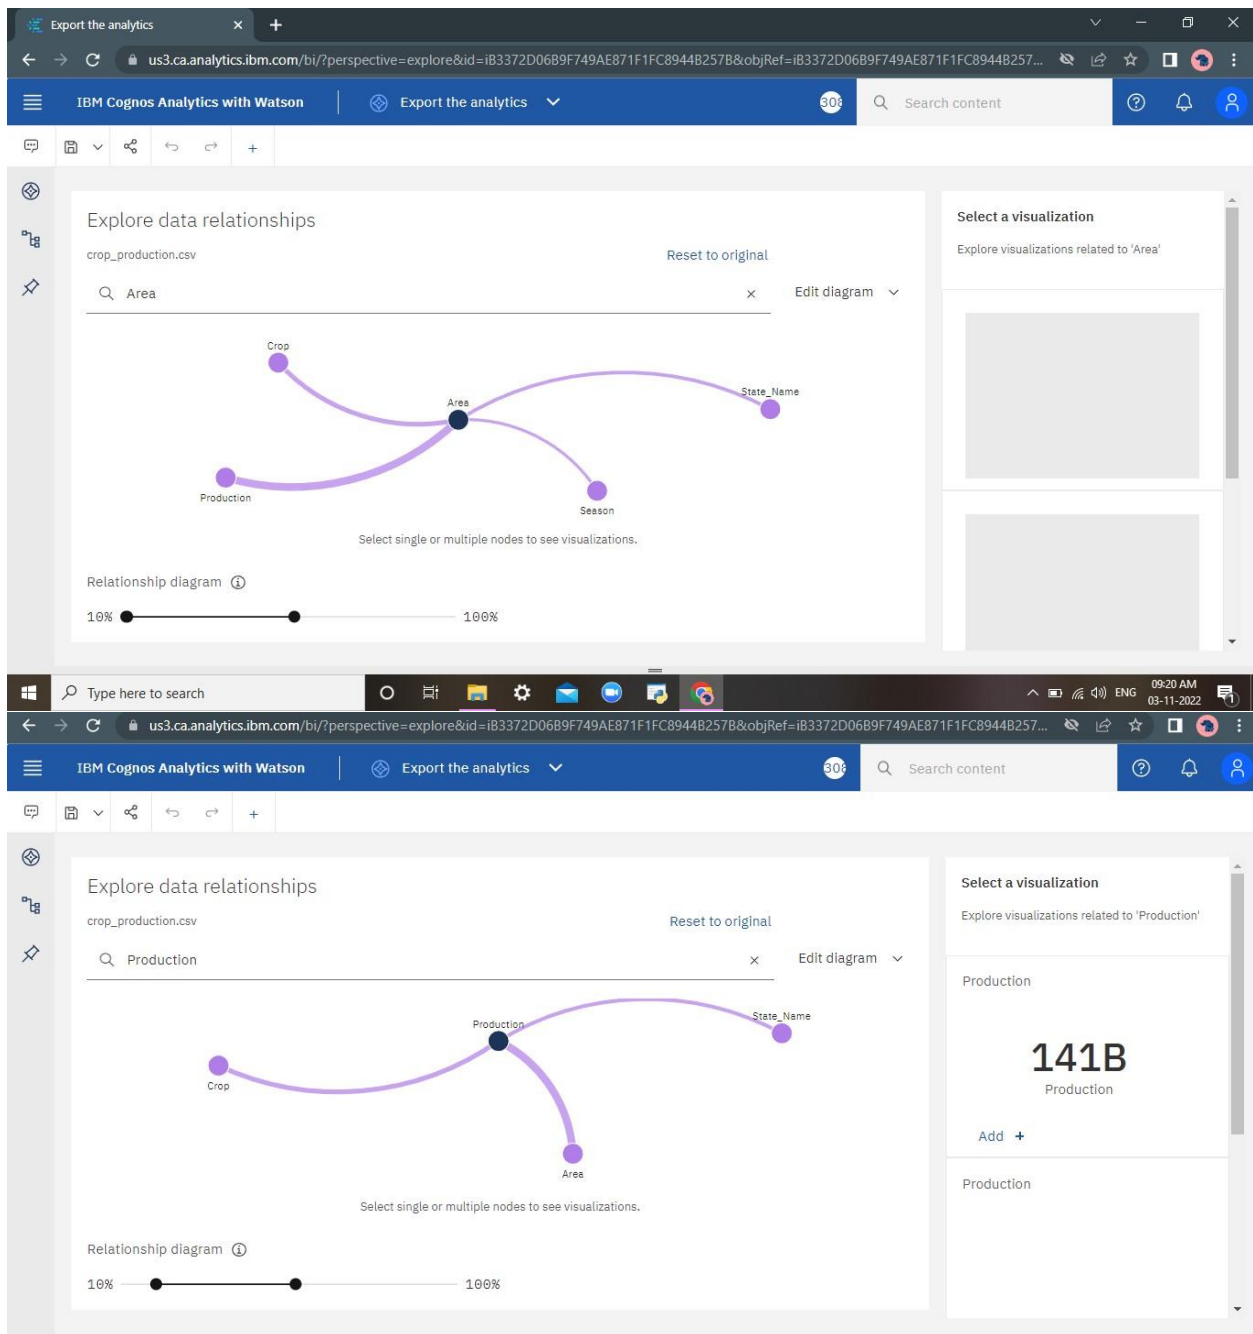 Export the analytics
us3.ca.analytics.ibm.com/bi/?perspective=explore&id=iB3372D06B9F749AE871F1FC8944B257B&objRef=iB3372D06B9F749AE871F1FC8944B257...
IBM Cognos Analytics with Watson
Export the analytics
308
Search content
Explore data relationships
crop_production.csv
Reset to original
Area
Edit diagram
Select a visualization
Explore visualizations related to 'Area'
Crop
Area
State_Name
Production
Season
Select single or multiple nodes to see visualizations.
Relationship diagram
10%
100%
Type here to search
ENG
09:20 AM
03-11-2022
1
us3.ca.analytics.ibm.com/bi/?perspective=explore&id=iB3372D06B9F749AE871F1FC8944B257B&objRef=iB3372D06B9F749AE871F1FC8944B257...
IBM Cognos Analytics with Watson
Export the analytics
308
Search content
Explore data relationships
crop_production.csv
Reset to original
Production
Edit diagram
Select a visualization
Explore visualizations related to 'Production'
Production
State_Name
Crop
Area
Select single or multiple nodes to see visualizations.
Relationship diagram
10%
100%
Production
141B
Production
Add +
Production